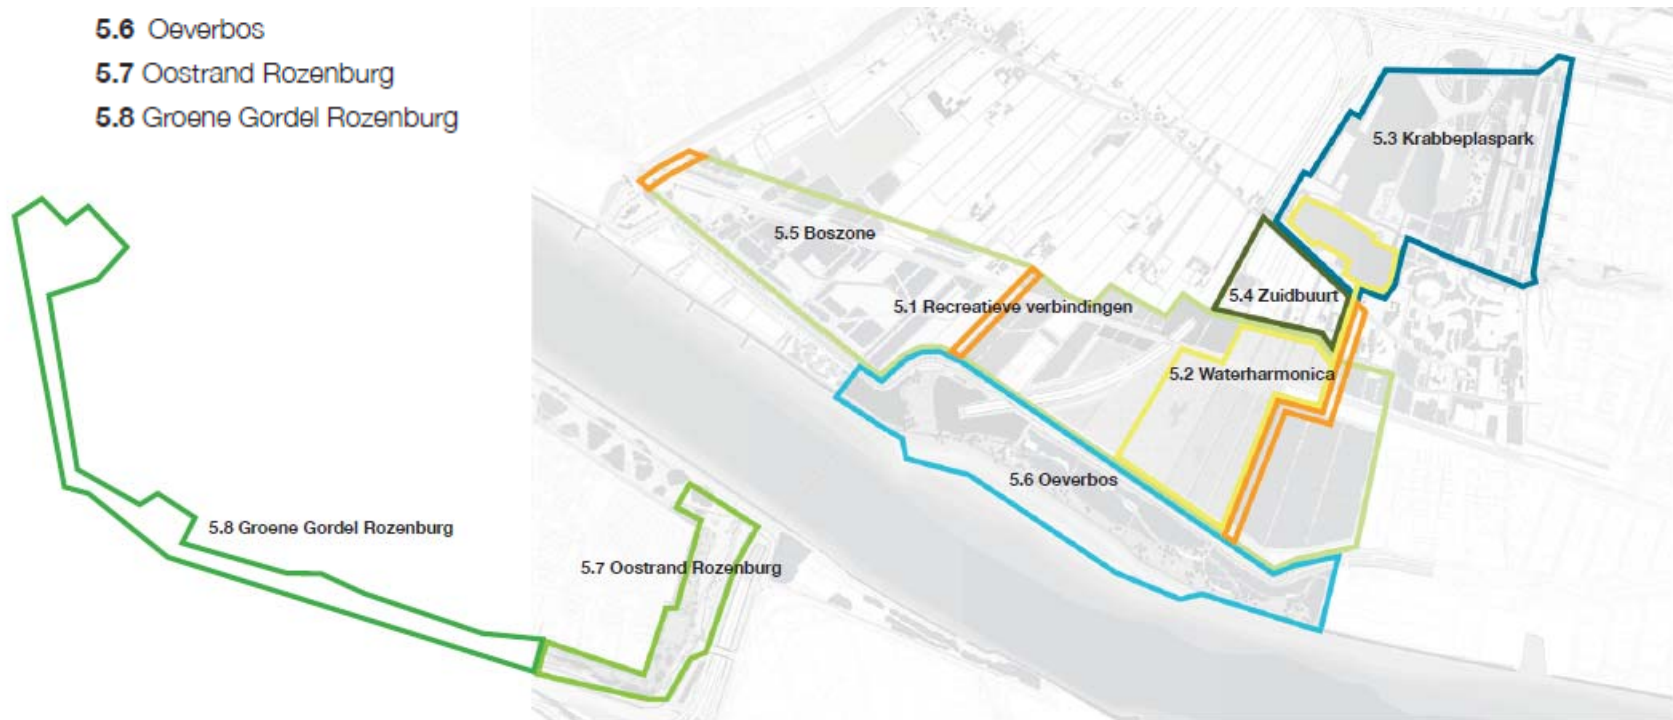 5.6 Oeverbos
5.7 Oostrand Rozenburg
5.8 Groene Gordel Rozenburg
5.3 Krabbeplaspark
5.5 Boszone
5.4 Zuidbuurt
5.1 Recreatieve verbindingen
5.2 Waterharmonica
5.6 Oeverbos
5.8 Groene Gordel Rozenburg
5.7 Oostrand Rozenburg